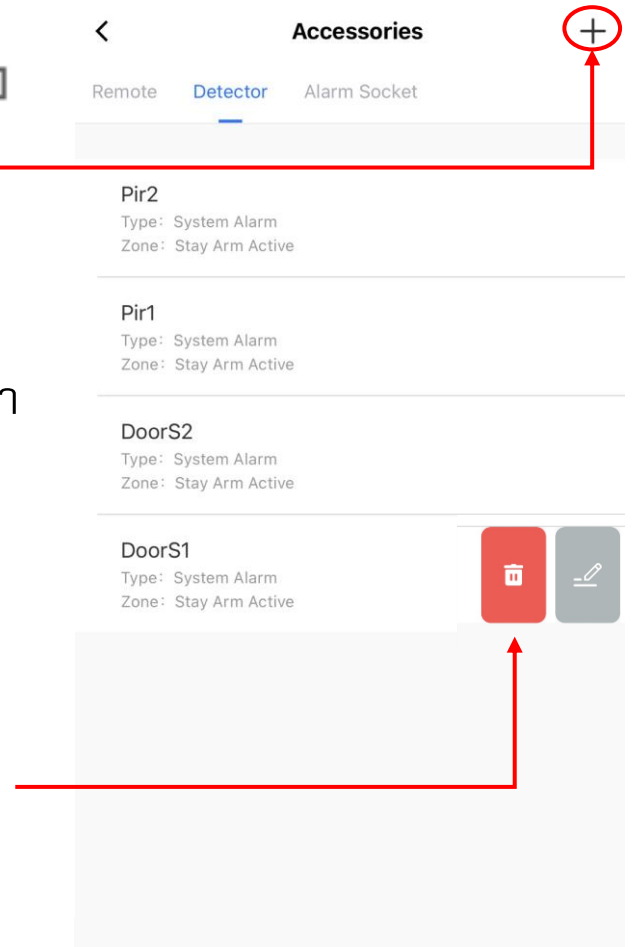 Accessories
Remote Detector Alarm Socket
Pir2
Type: System Alarm
Zone: Stay Arm Active
Pir1
Type: System Alarm
Zone: Stay Arm Active
DoorS2
Type: System Alarm
Zone: Stay Arm Active
DoorS1
Type: System Alarm
Zone: Stay Arm Active